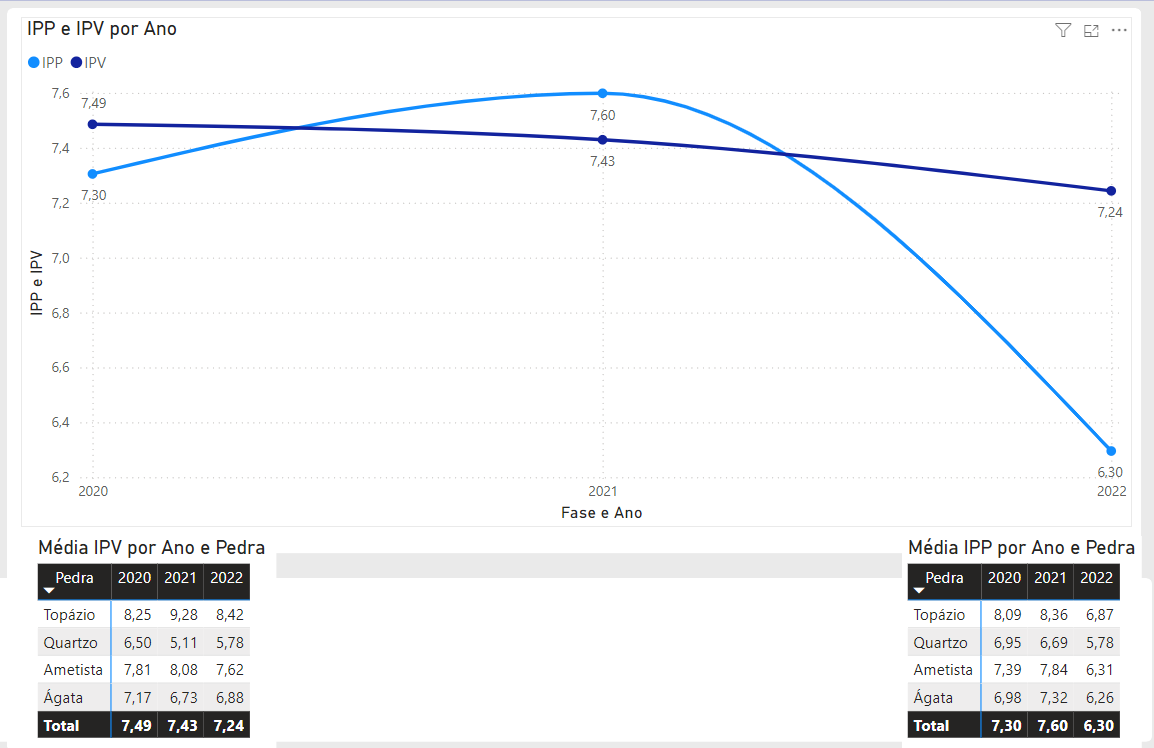 IPP e IPV por Ano
IPP IPV
7,6
7,4
7,2
7,0
6,8
6,6
6,4
6,2
IPP e IPV
7,49
7,30
7,60
7,43
7,24
6,30
2020 2021 2022
Fase e Ano
Média IPV por Ano e Pedra
Pedra 2020 2021 2022
Topázio 8,25 9,28 8,42
Quartzo 6,50 5,11 5,78
Ametista 7,81 8,08 7,62
Ágata 7,17 6,73 6,88
Total 7,49 7,43 7,24
Média IPP por Ano e Pedra
Pedra 2020 2021 2022
Topázio 8,09 8,36 6,87
Quartzo 6,95 6,69 5,78
Ametista 7,39 7,84 6,31
Ágata 6,98 7,32 6,26
Total 7,30 7,60 6,30